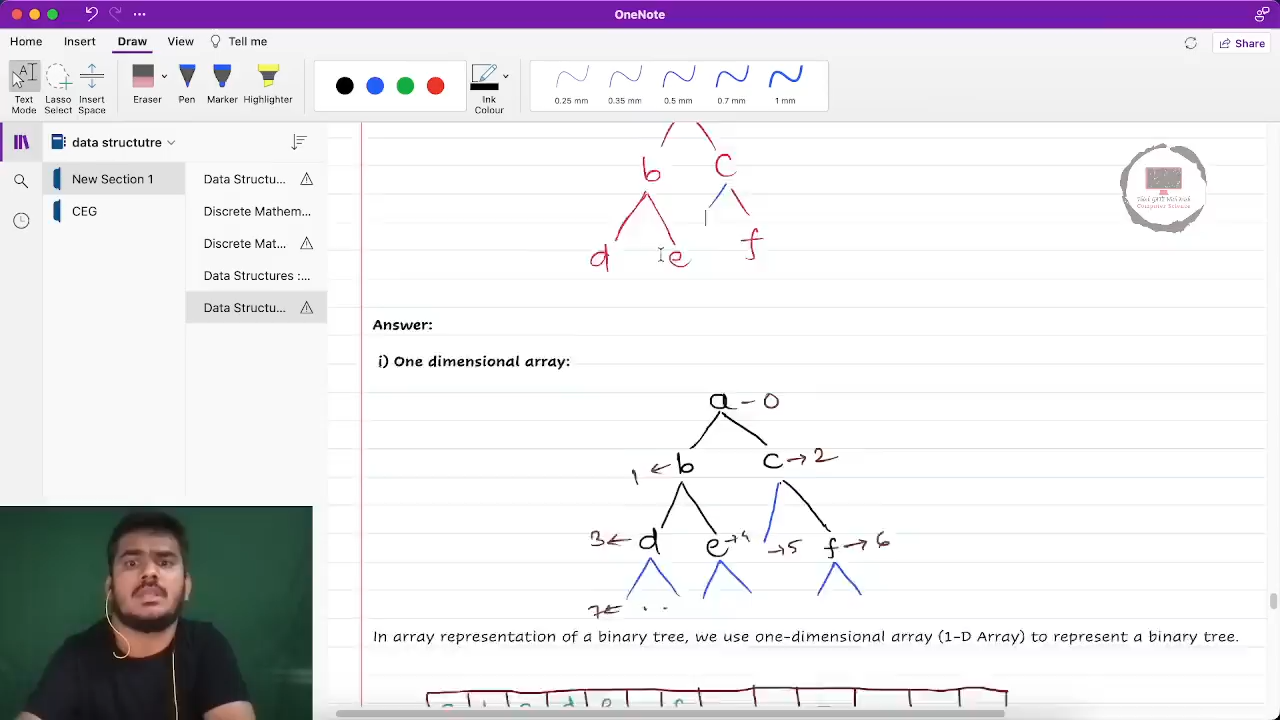 OneNote
Home Insert Draw View Tell me
Share
Text Mode
Lasso Select
Insert Space
Eraser
Pen
Marker
Highlighter
Ink Colour
0.25 mm
0.35 mm
0.5 mm
0.7 mm
1 mm
data structutre
New Section 1
CEG
Data Structu...
Discrete Mathem...
Discrete Mat...
Data Structures :...
Data Structu...
b C
d e f
Answer:
i) One dimensional array:
a - 0
1 ← b c → 2
3 ← d e → 4 → 5 f → 6
7 ← . .
In array representation of a binary tree, we use one-dimensional array (1-D Array) to represent a binary tree.
Computer Science